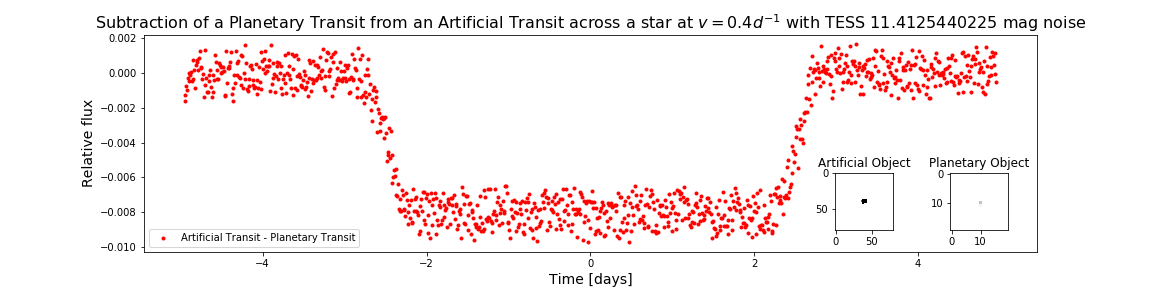 Subtraction of a Planetary Transit from an Artificial Transit across a star at v = 0.4d⁻¹ with TESS 11.4125440225 mag noise
Relative flux
0.002
0.000
−0.002
−0.004
−0.006
−0.008
−0.010
Artificial Transit - Planetary Transit
Artificial Object
0
50
0 50
Planetary Object
0
10
0 10
−4 −2 0 2 4
Time [days]